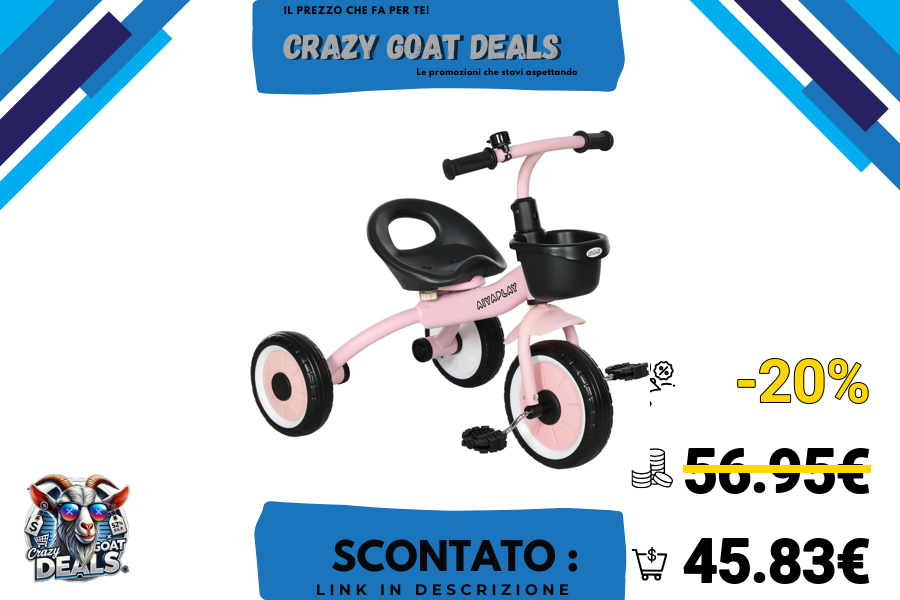 IL PREZZO CHE FA PER TE!
CRAZY GOAT DEALS
Le promozioni che stavi aspettando
AIYAPLAY
-20%
56.95€
45.83€
SCONTATO :
LINK IN DESCRIZIONE
Crazy
GOAT
DEALS